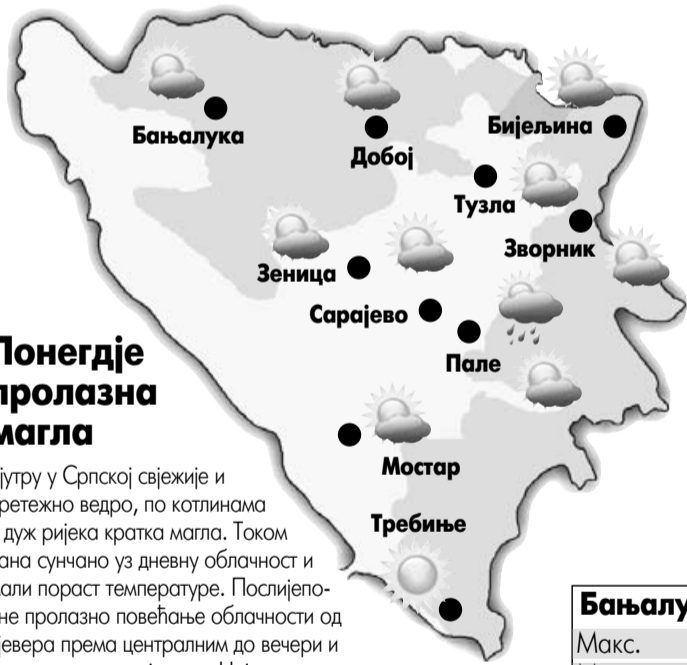 Бањалука
Добој
Бијељина
Тузла
Зворник
Зеница
Сарајево
Пале
Мостар
Требиње
Понегдје
пролазна
магла
јутру у Српској свјежије и
ретежно ведро, по котлинама
дуж ријека кратка магла. Током
ана сунчано уз дневну облачност и
али пораст температуре. Послијепо-
не пролазно повећање облачности од
јевера према централним до вечери и
Бањалу
Макс.